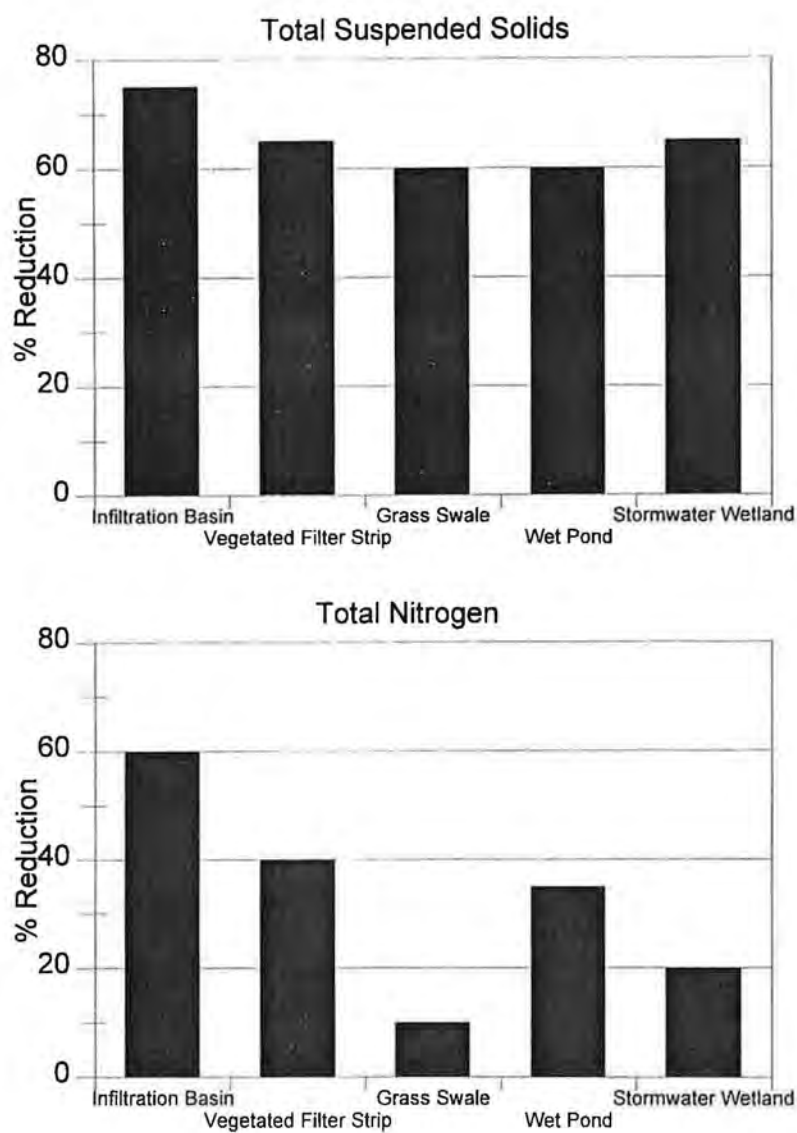 Total Suspended Solids
80
60
40
20
0
% Reduction
Infiltration Basin
Vegetated Filter Strip
Grass Swale
Wet Pond
Stormwater Wetland
Total Nitrogen
80
60
40
20
0
% Reduction
Infiltration Basin
Vegetated Filter Strip
Grass Swale
Wet Pond
Stormwater Wetland